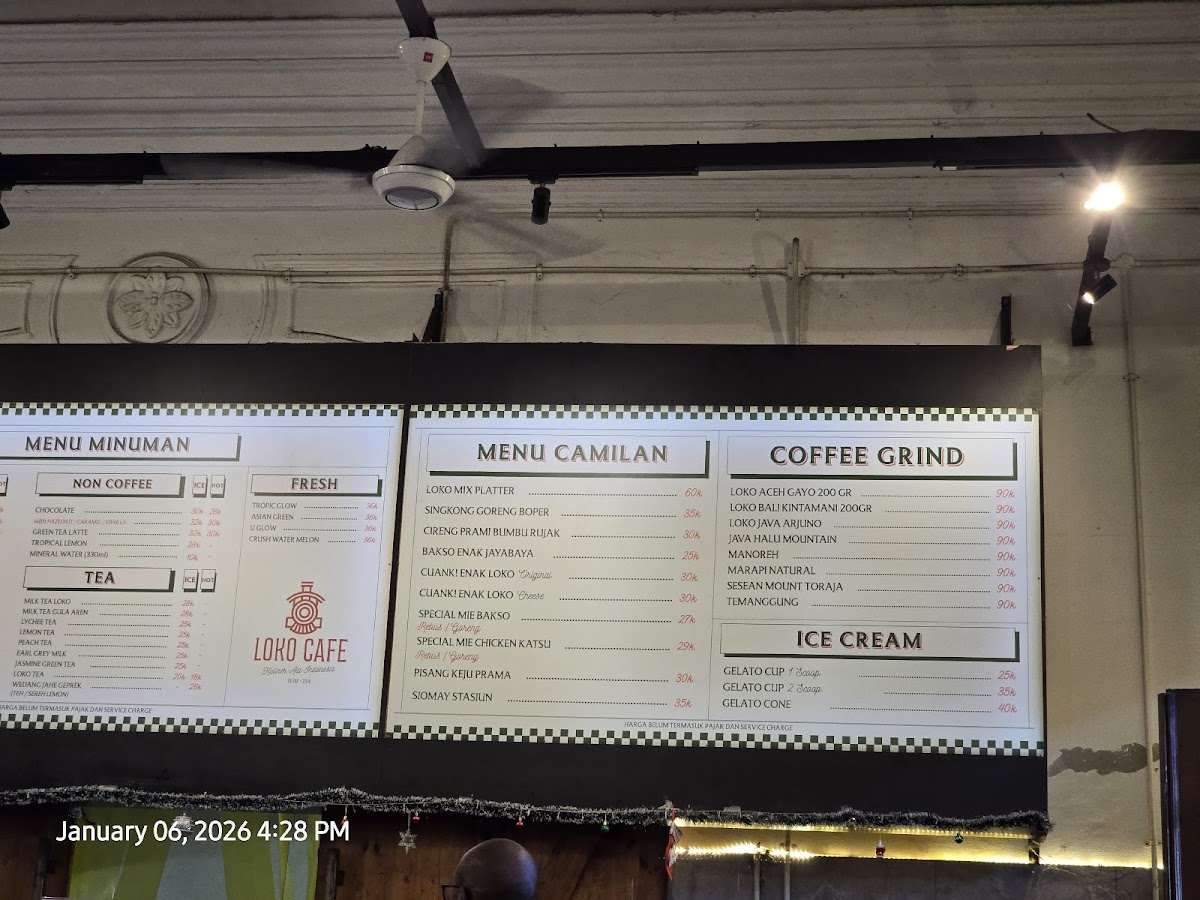 MENU MINUMAN
NON COFFEE ICE HOT
CHOCOLATE 30k 28k
with HAZELNUT / CARAMEL / VANILLA 32k 30k
GREEN TEA LATTE 32k 30k
TROPICAL LEMON 28k -
MINERAL WATER (330ml) 10k -
TEA ICE HOT
MILK TEA LOKO 28k -
MILK TEA GULA AREN 28k -
LYCHEE TEA 25k -
LEMON TEA 25k -
PEACH TEA 25k -
EARL GREY MILK 25k -
JASMINE GREEN TEA 25k -
LOKO TEA 20k 18k
WEDANG JAHE GEPREK - 28k
(TEH / SEREH LEMON)
FRESH
TROPIC GLOW 36k
ASIAN GREEN 36k
U GLOW 36k
CRUSH WATER MELON 36k
LOKO CAFE
Kuliner Kita Indonesia
HARGA BELUM TERMASUK PAJAK DAN SERVICE CHARGE
MENU CAMILAN
LOKO MIX PLATTER 60k
SINGKONG GORENG BOPER 35k
CIRENG PRAMI BUMBU RUJAK 30k
BAKSO ENAK JAYABAYA 25k
CUANK! ENAK LOKO Original 30k
CUANK! ENAK LOKO Cheese 30k
SPECIAL MIE BAKSO 27k
Rebus / Goreng
SPECIAL MIE CHICKEN KATSU 29k
Rebus / Goreng
PISANG KEJU PRAMA 30k
SIOMAY STASIUN 35k
COFFEE GRIND
LOKO ACEH GAYO 200 GR 90k
LOKO BALI KINTAMANI 200GR 90k
LOKO JAVA ARJUNO 90k
JAVA HALU MOUNTAIN 90k
MANOREH 90k
MARAPI NATURAL 90k
SESEAN MOUNT TORAJA 90k
TEMANGGUNG 90k
ICE CREAM
GELATO CUP 1 Scoop 25k
GELATO CUP 2 Scoop 35k
GELATO CONE 40k
HARGA BELUM TERMASUK PAJAK DAN SERVICE CHARGE
January 06, 2026 4:28 PM